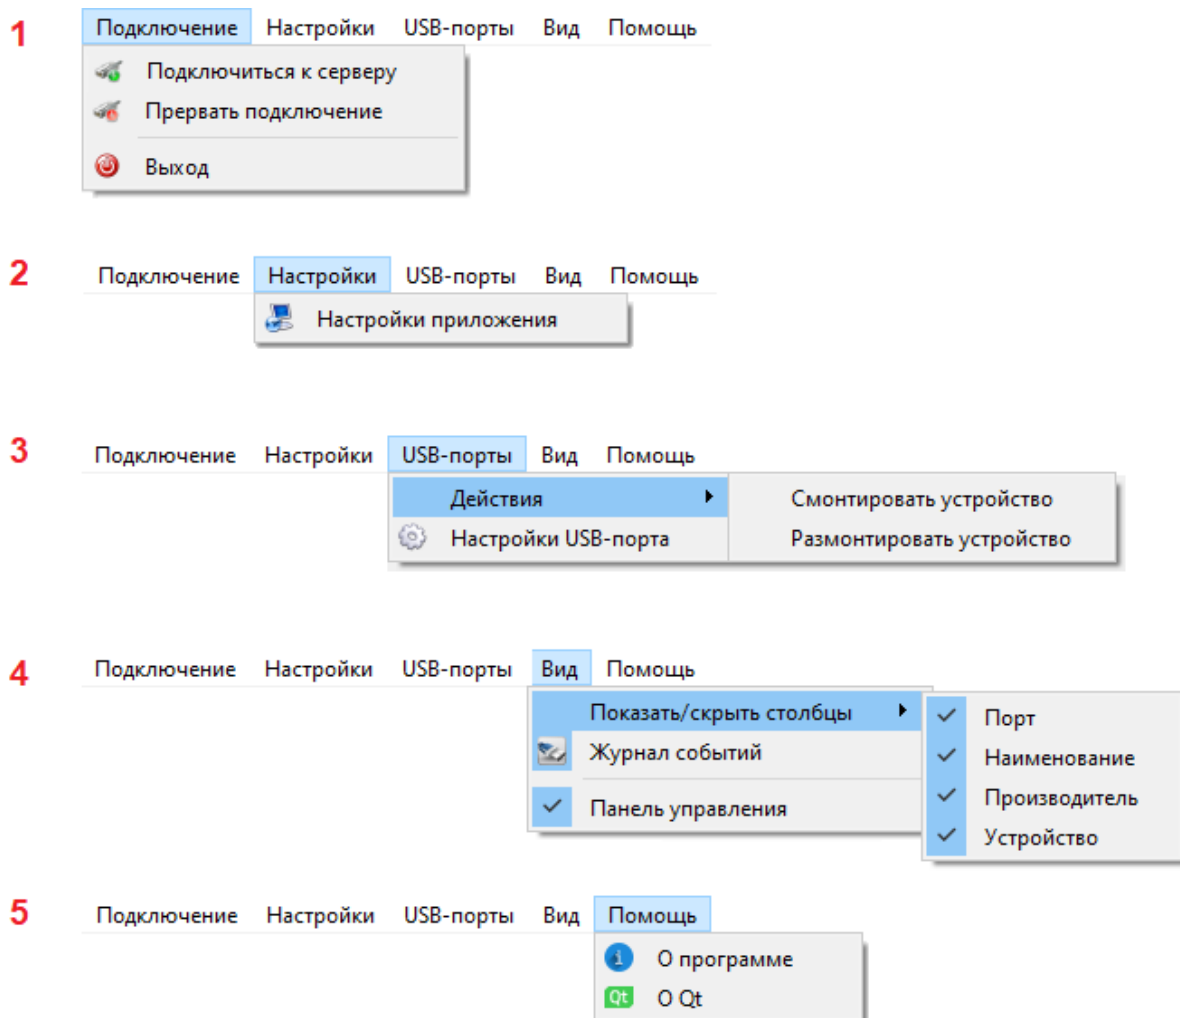 1 Подключение Настройки USB-порты Вид Помощь
Подключиться к серверу
Прервать подключение
Выход
2 Подключение Настройки USB-порты Вид Помощь
Настройки приложения
3 Подключение Настройки USB-порты Вид Помощь
Действия Смонтировать устройство
Настройки USB-порта Размонтировать устройство
4 Подключение Настройки USB-порты Вид Помощь
Показать/скрыть столбцы Порт
Журнал событий Наименование
Панель управления Производитель
Устройство
5 Подключение Настройки USB-порты Вид Помощь
i О программе
Qt О Qt